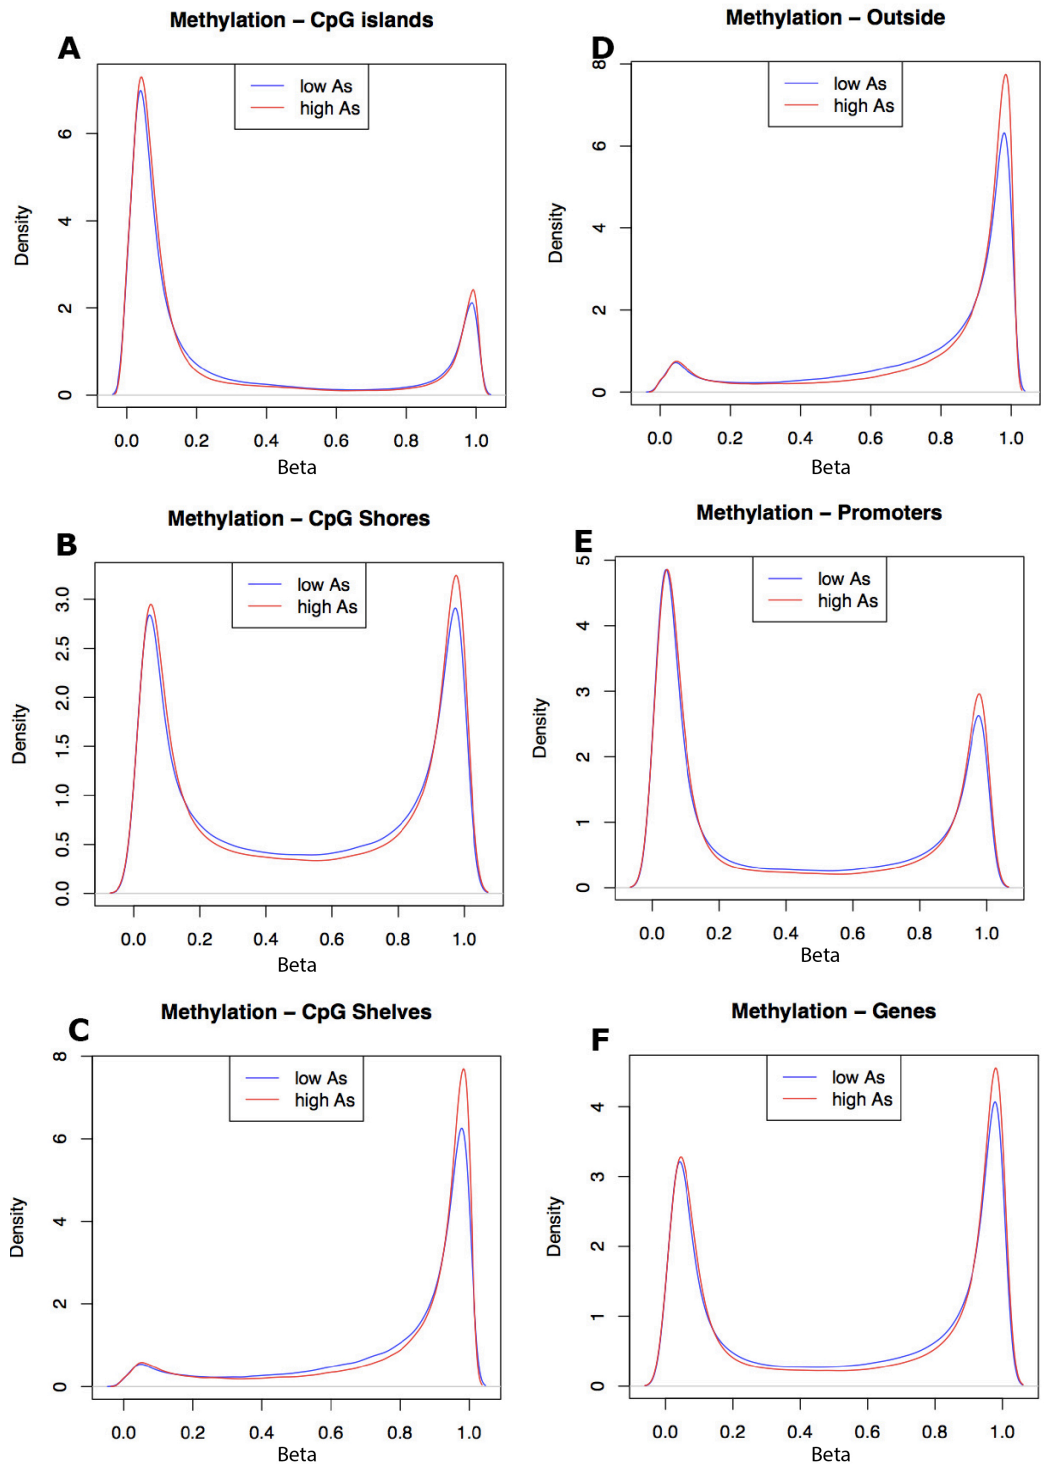 Methylation – CpG islands
A
low As
high As
Density
6
4
2
0
0.0 0.2 0.4 0.6 0.8 1.0
Beta
Methylation – Outside
D
low As
high As
Density
8
6
4
2
0
0.0 0.2 0.4 0.6 0.8 1.0
Beta
Methylation – CpG Shores
B
low As
high As
Density
3.0
2.5
2.0
1.5
1.0
0.5
0.0
0.0 0.2 0.4 0.6 0.8 1.0
Beta
Methylation – Promoters
E
low As
high As
Density
5
4
3
2
1
0
0.0 0.2 0.4 0.6 0.8 1.0
Beta
Methylation – CpG Shelves
C
low As
high As
Density
8
6
4
2
0
0.0 0.2 0.4 0.6 0.8 1.0
Beta
Methylation – Genes
F
low As
high As
Density
4
3
2
1
0
0.0 0.2 0.4 0.6 0.8 1.0
Beta